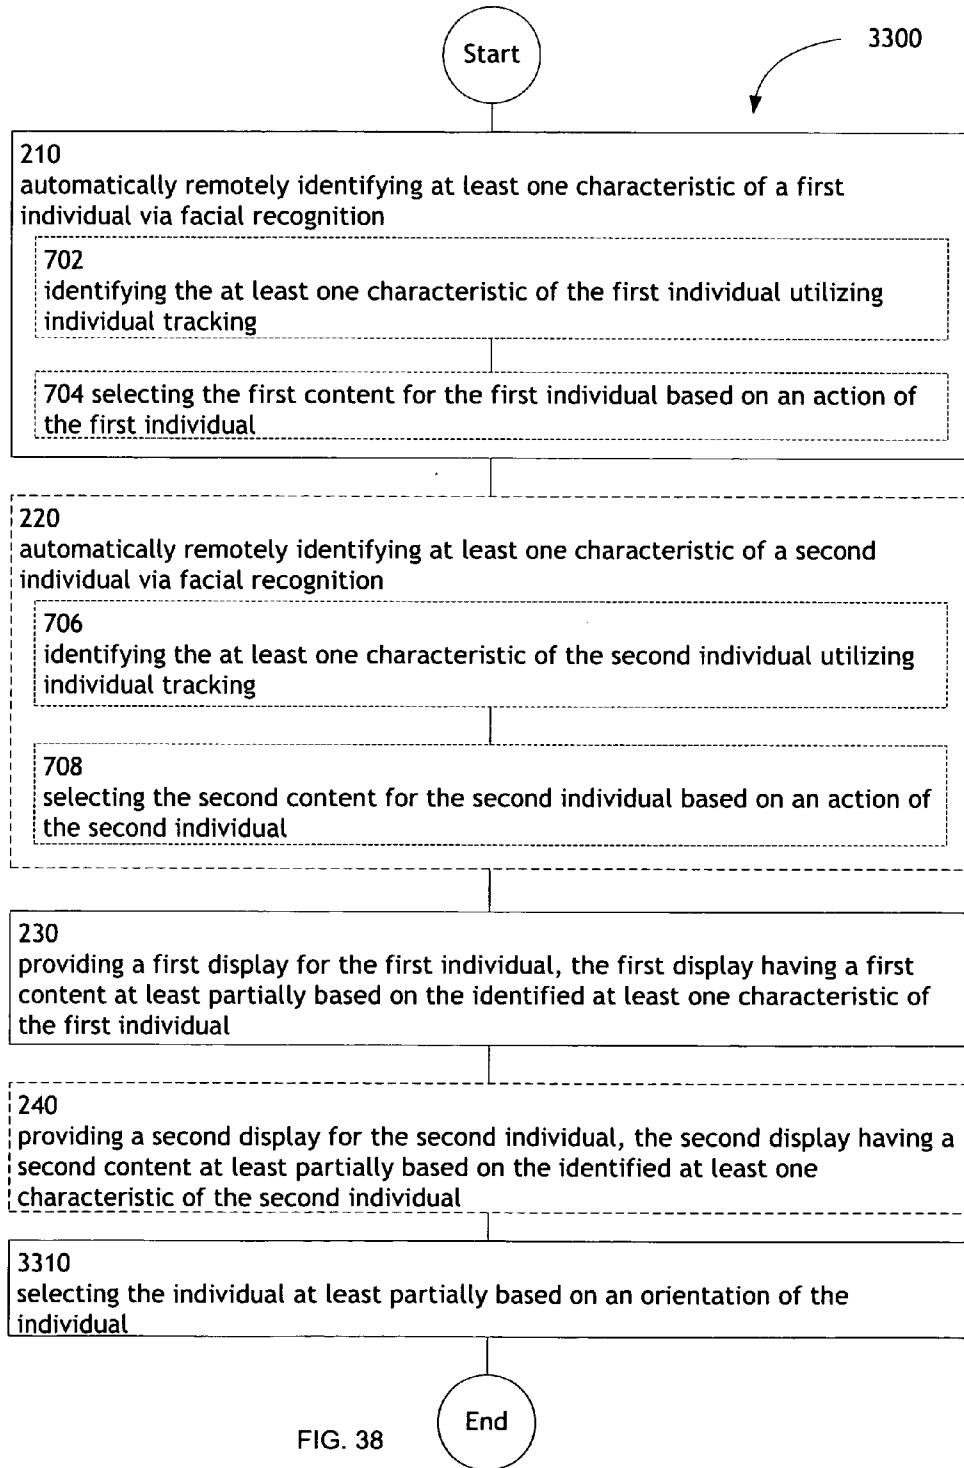 Start
3300
210
automatically remotely identifying at least one characteristic of a first
individual via facial recognition
702
identifying the at least one characteristic of the first individual utilizing
individual tracking
704 selecting the first content for the first individual based on an action of
the first individual
220
automatically remotely identifying at least one characteristic of a second
individual via facial recognition
706
identifying the at least one characteristic of the second individual utilizing
individual tracking
708
selecting the second content for the second individual based on an action of
the second individual
230
providing a first display for the first individual, the first display having a first
content at least partially based on the identified at least one characteristic of
the first individual
240
providing a second display for the second individual, the second display having a
second content at least partially based on the identified at least one
characteristic of the second individual
3310
selecting the individual at least partially based on an orientation of the
individual
End
FIG. 38